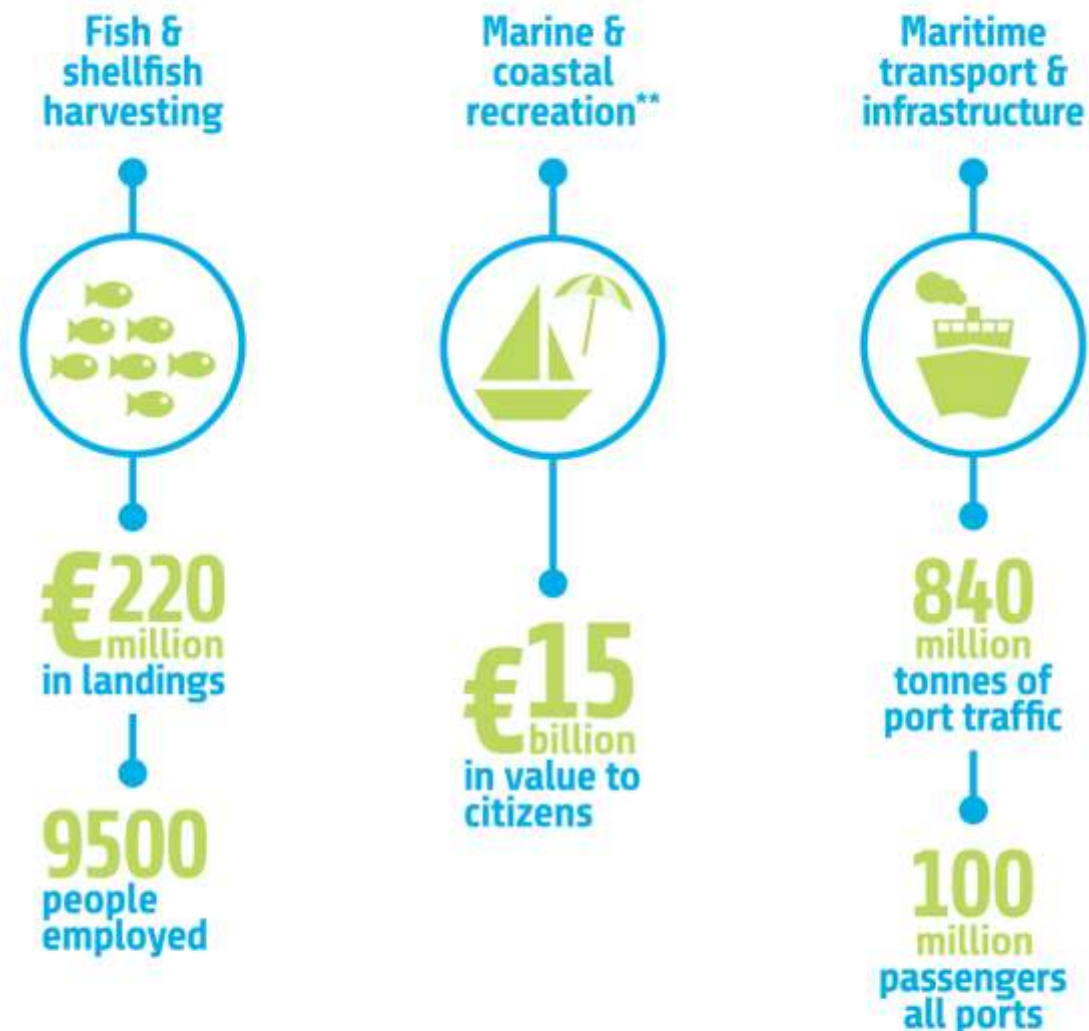 Fish &
shellfish
harvesting
€220
million
in landings
9500
people
employed
Marine &
coastal
recreation**
€15
billion
in value to
citizens
Maritime
transport &
infrastructure
840
million
tonnes of
port traffic
100
million
passengers
all ports